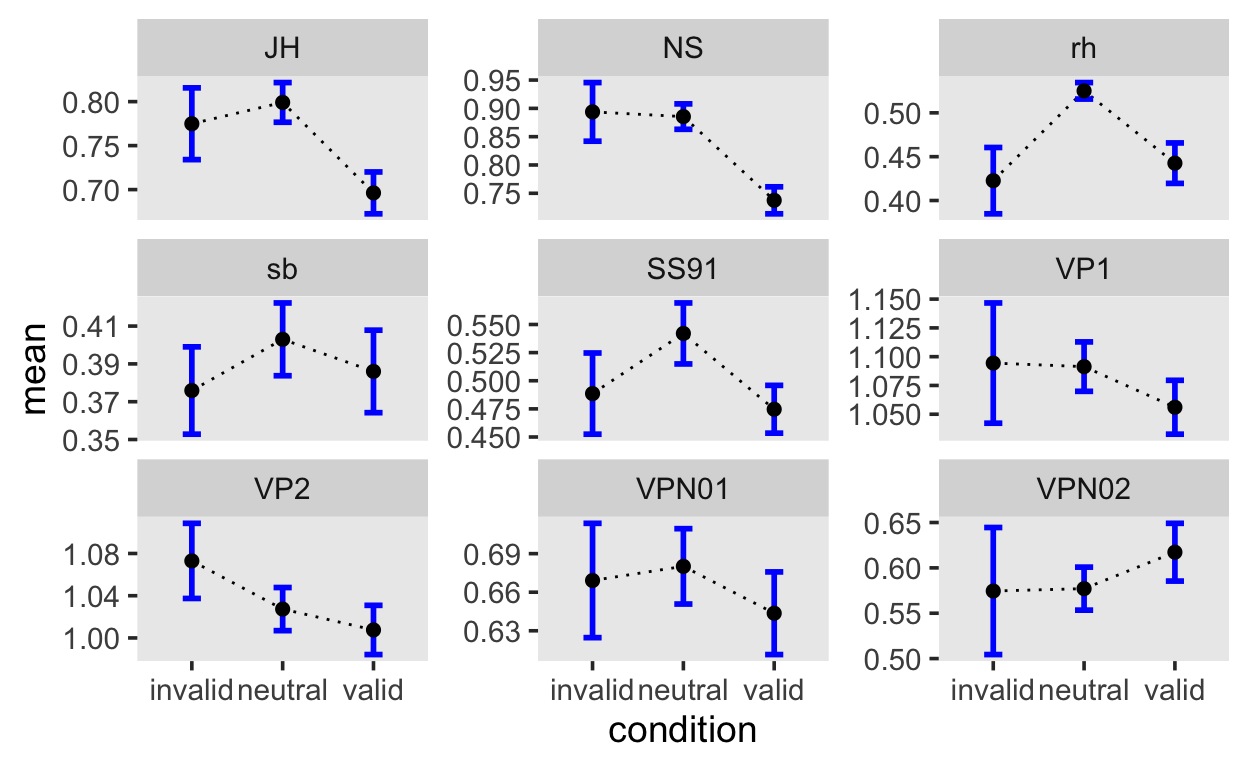 JH
NS
rh
0.80
0.75
0.70
0.95
0.90
0.85
0.80
0.75
0.50
0.45
0.40
sb
SS91
VP1
0.41
0.39
0.37
0.35
0.550
0.525
0.500
0.475
0.450
1.150
1.125
1.100
1.075
1.050
mean
VP2
VPN01
VPN02
1.08
1.04
1.00
0.69
0.66
0.63
0.65
0.60
0.55
0.50
invalid neutral valid
invalid neutral valid
invalid neutral valid
condition